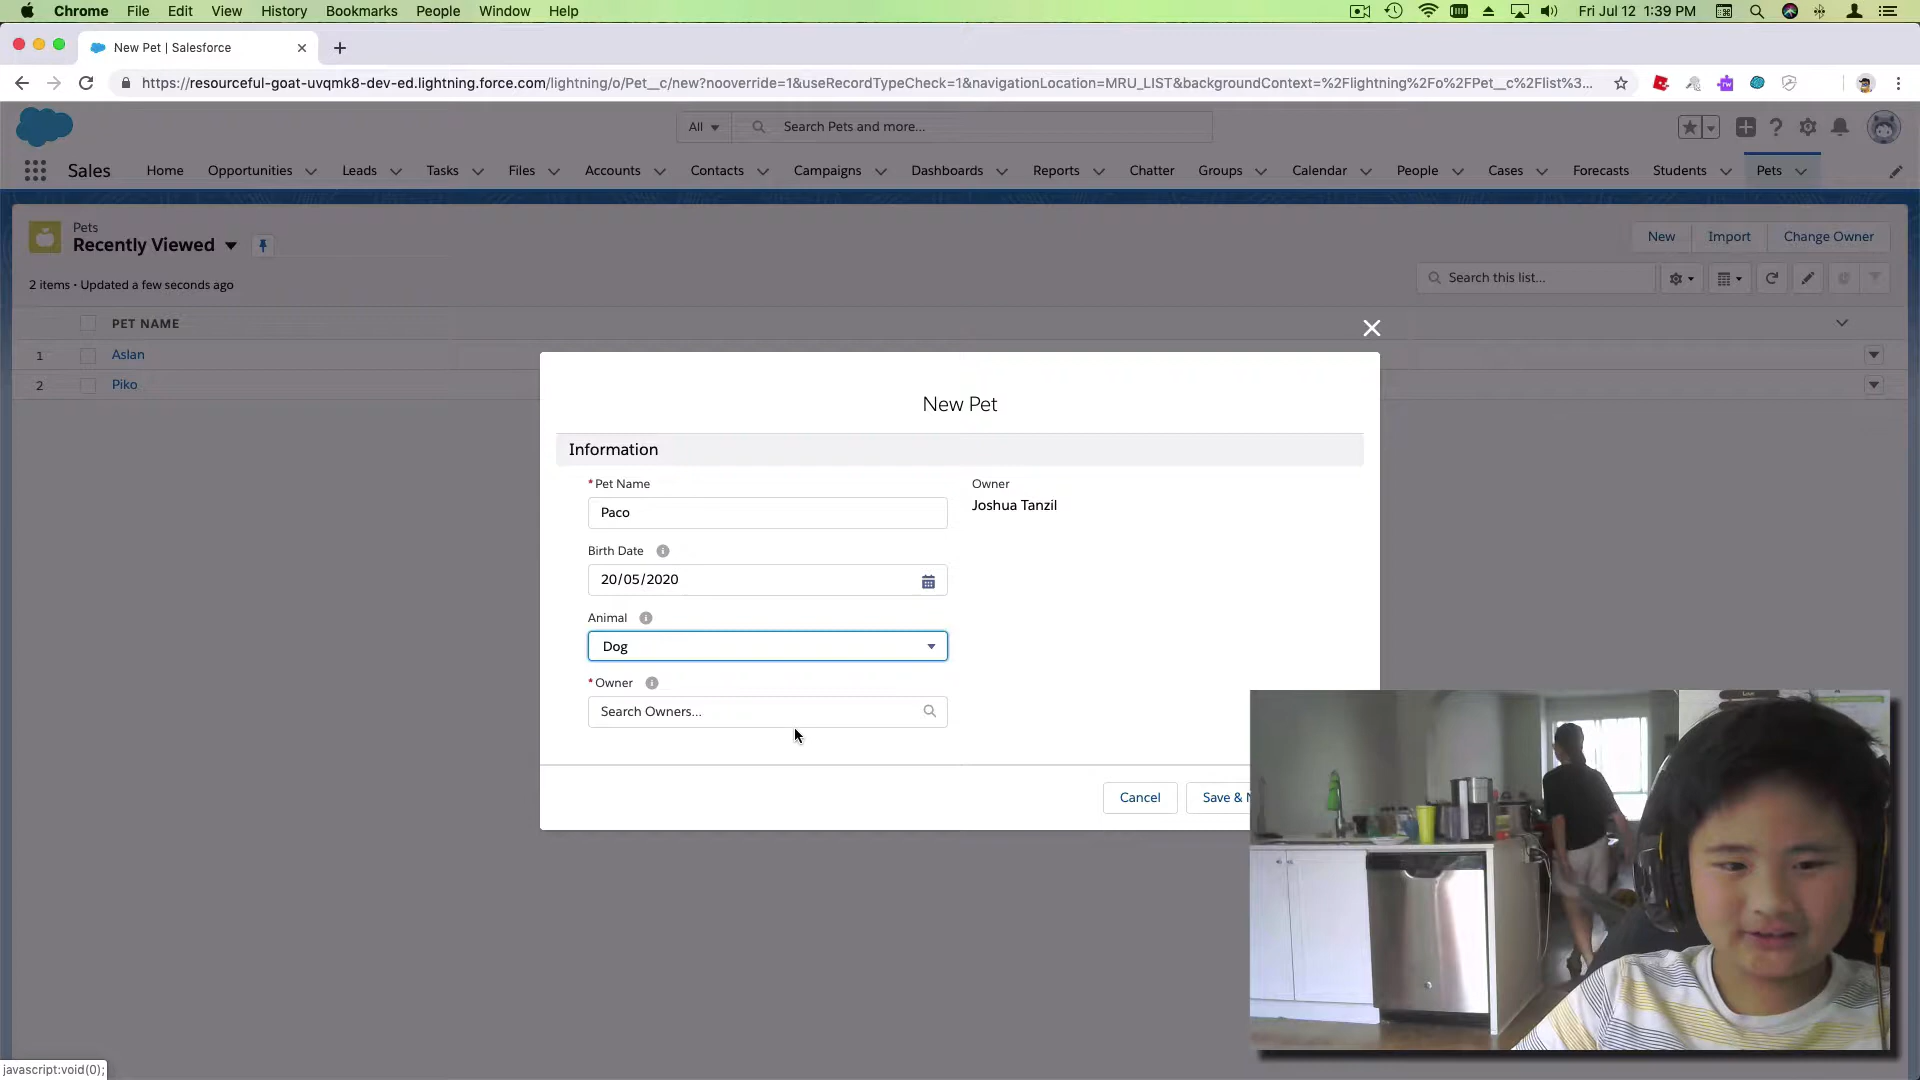 Chrome File Edit View History Bookmarks People Window Help Fri Jul 12 1:39 PM
New Pet | Salesforce
https://resourceful-goat-uvqmk8-dev-ed.lightning.force.com/lightning/o/Pet__c/new?nooverride=1&useRecordTypeCheck=1&navigationLocation=MRU_LIST&backgroundContext=%2Flightning%2Fo%2FPet__c%2Flist%3...
All Search Pets and more...
Sales Home Opportunities Leads Tasks Files Accounts Contacts Campaigns Dashboards Reports Chatter Groups Calendar People Cases Forecasts Students Pets
Pets
Recently Viewed
New Import Change Owner
2 items • Updated a few seconds ago
Search this list...
PET NAME
1 Aslan
2 Piko
New Pet
Information
*Pet Name
Paco
Owner
Joshua Tanzil
Birth Date
20/05/2020
Animal
Dog
*Owner
Search Owners...
Cancel Save &
javascript:void(0);